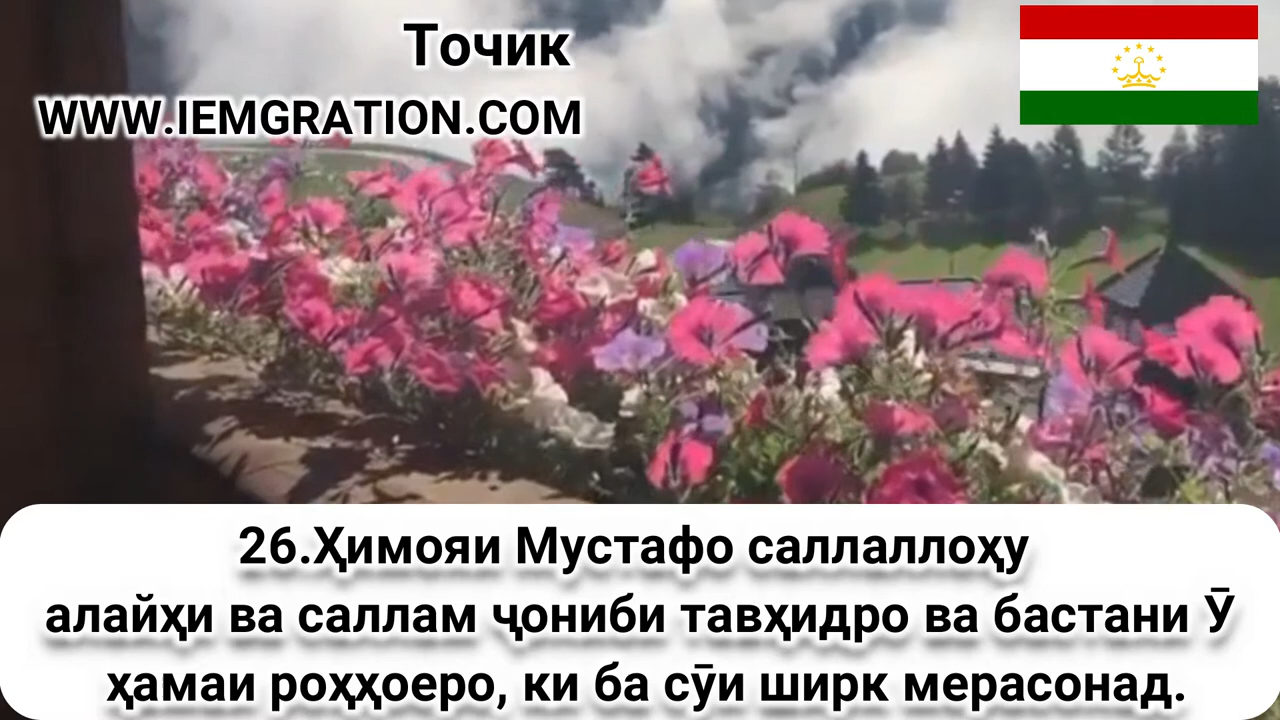 Точик
WWW.IEMGRATION.COM
26.Ҳимояи Мустафо саллаллоҳу
алайҳи ва саллам ҷониби тавҳидро ва бастани Ӯ
ҳамаи роҳҳоеро, ки ба сӯи ширк мерасонад.